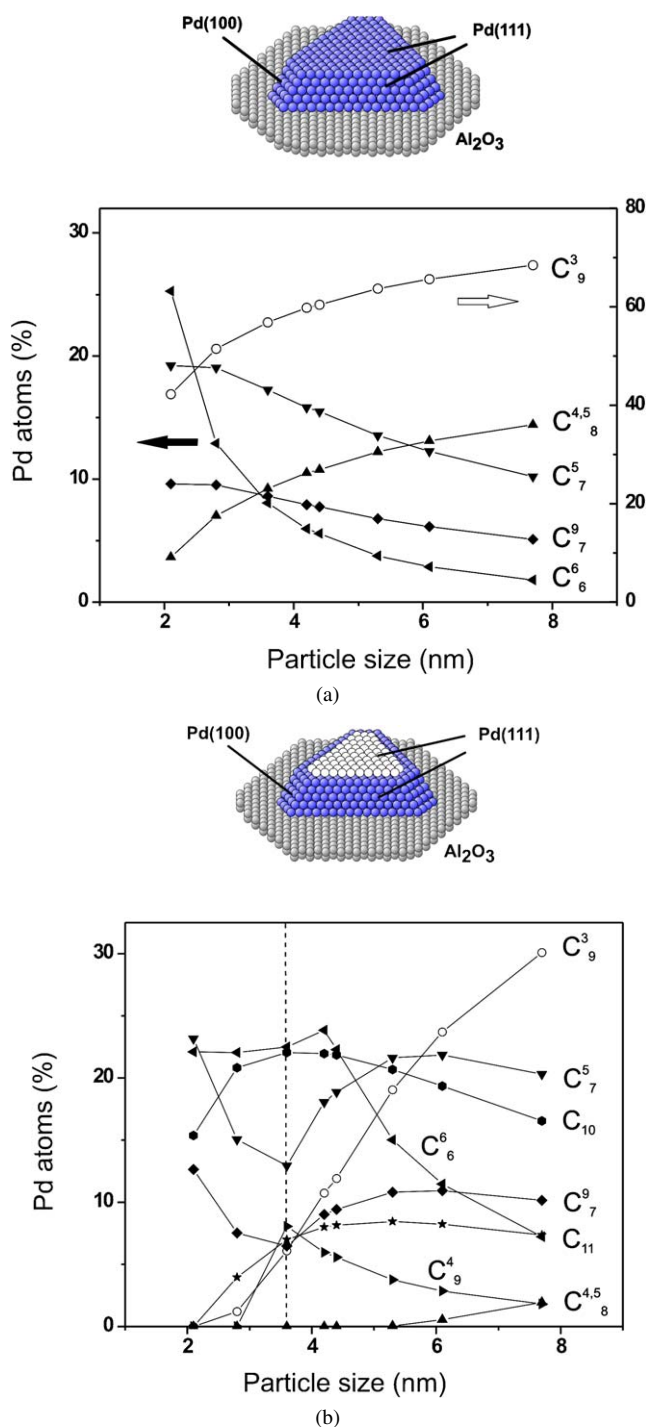 Pd(100) Pd(111)
Al₂O₃
30 80
60
C³₉
20
40
C⁴,⁵₈
C⁵₇
10 20
C⁹₇
C⁶₆
0 0
2 4 6 8
Pd atoms (%)
Particle size (nm)
(a)
Pd(100) Pd(111)
Al₂O₃
30
C³₉
20
C⁵₇
C₁₀
C⁶₆
10
C⁹₇
C₁₁
C⁴₉
C⁴,⁵₈
0
2 4 6 8
Pd atoms (%)
Particle size (nm)
(b)